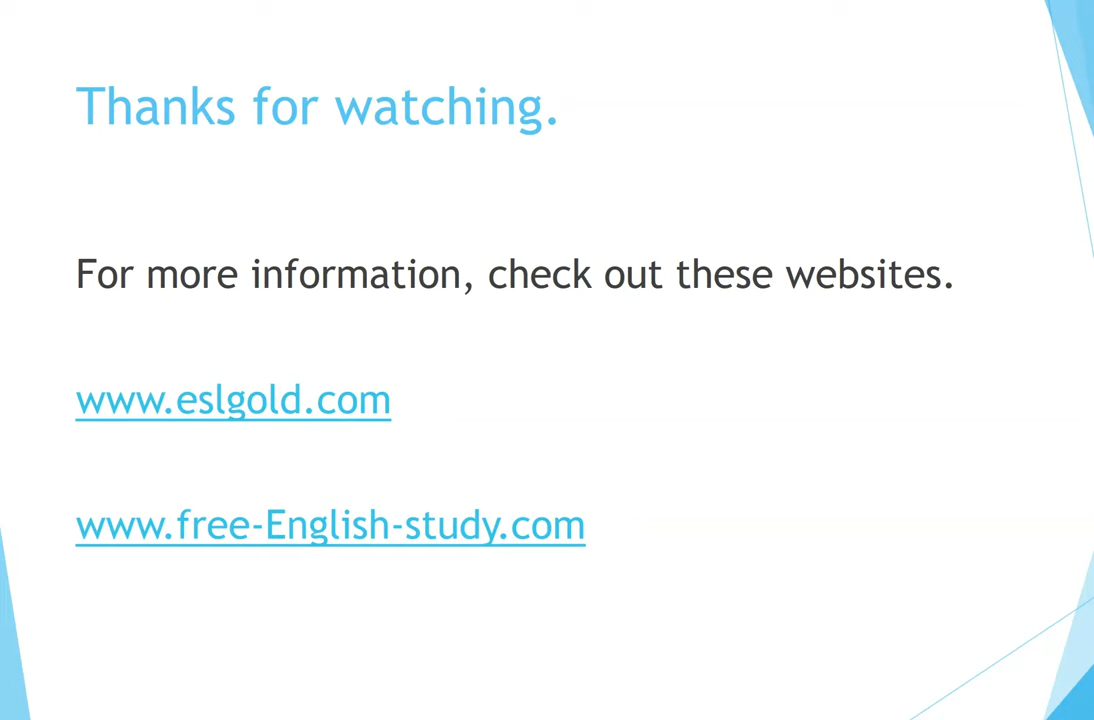 Thanks for watching.
For more information, check out these websites.
www.eslgold.com
www.free-English-study.com